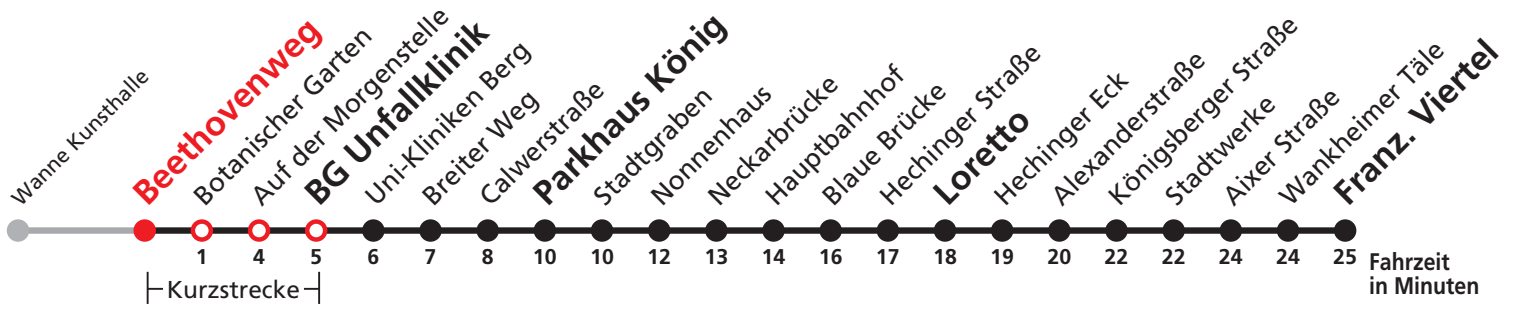 Wanne Kunsthalle
Beethovenweg
Botanischer Garten
Auf der Morgenstelle
BG Unfallklinik
Uni-Kliniken Berg
Breiter Weg
Calwerstraße
Parkhaus König
Stadtgraben
Nonnenhaus
Neckarbrücke
Hauptbahnhof
Blaue Brücke
Hechinger Straße
Loretto
Hechinger Eck
Alexanderstraße
Königsberger Straße
Stadtwerke
Aixer Straße
Wankheimer Täle
Franz. Viertel
1 4 5 6 7 8 10 10 12 13 14 16 17 18 19 20 22 22 24 24 25
Fahrzeit
in Minuten
Kurzstrecke